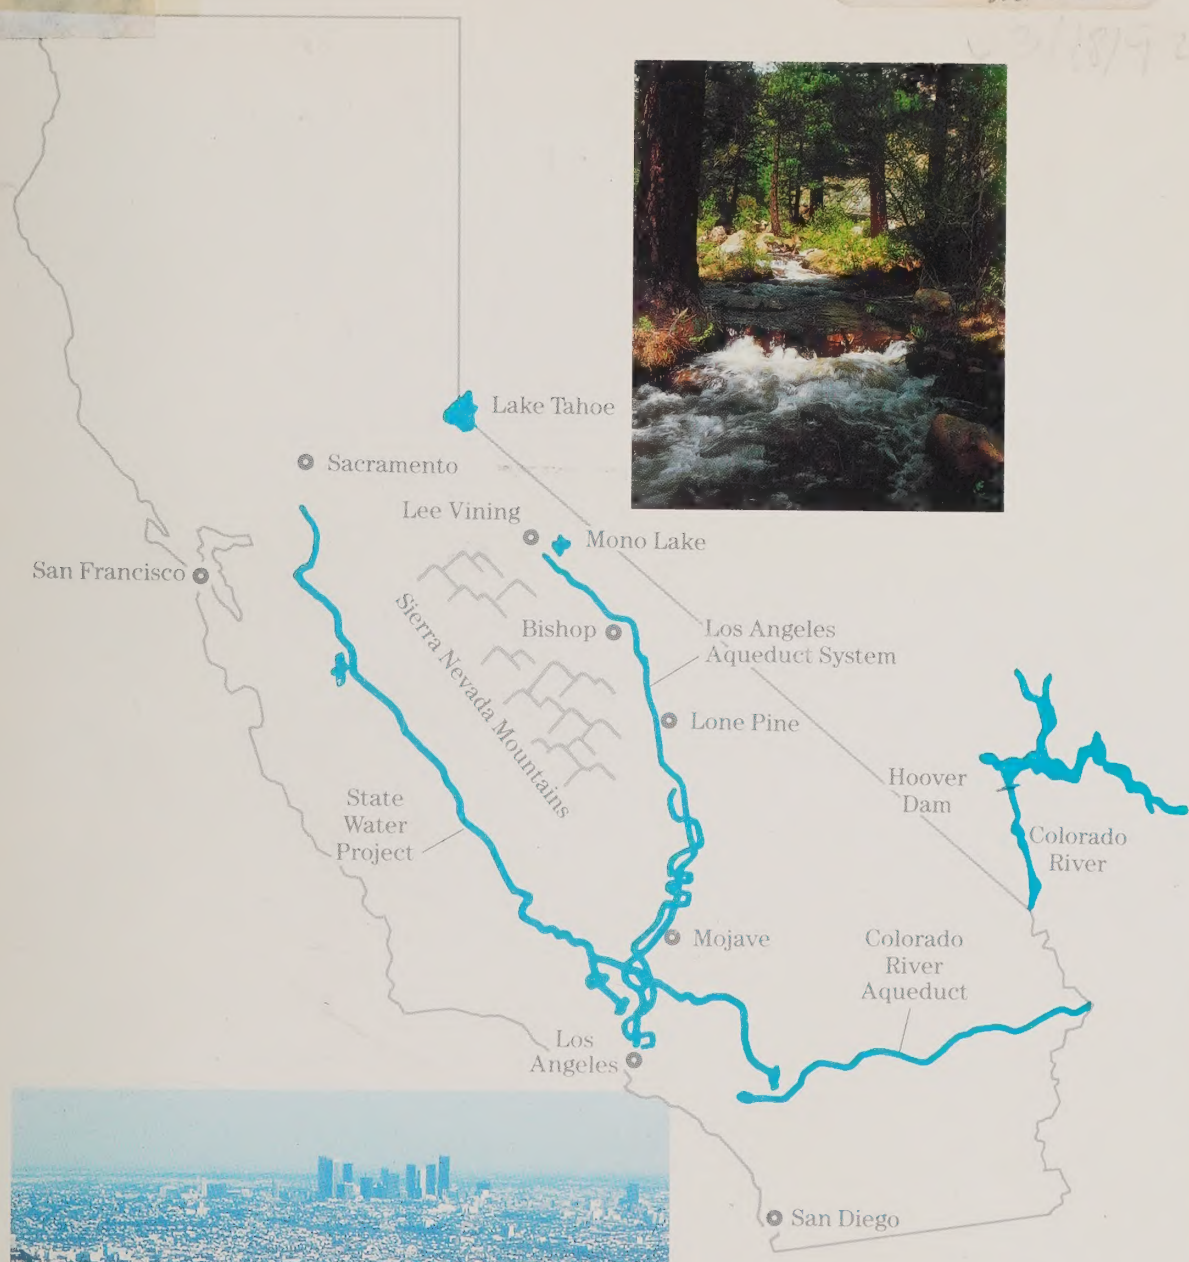 Lake Tahoe
Sacramento
Lee Vining
Mono Lake
San Francisco
Sierra Nevada Mountains
Bishop
Los Angeles
Aqueduct System
Lone Pine
Hoover
Dam
State
Water
Project
Colorado
River
Mojave
Colorado
River
Aqueduct
Los
Angeles
San Diego